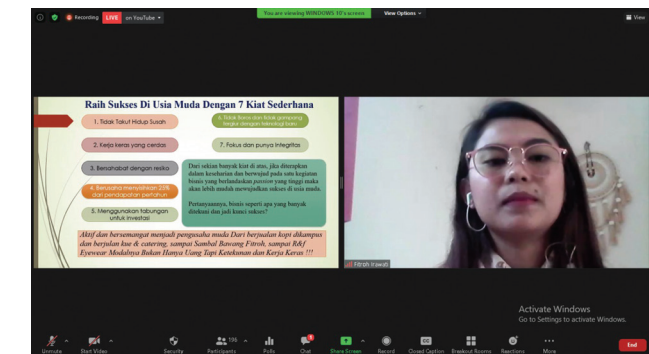 Recording
LIVE
on YouTube
You are viewing WINDOWS 10's screen
View Options
View
Raih Sukses Di Usia Muda Dengan 7 Kiat Sederhana
1. Tidak Takut Hidup Susah
2. Kerja keras yang cerdas
3. Bersahabat dengan resiko
4. Berusaha menyisihkan 25%
dari pendapatan pertahun
5. Menggunakan tabungan
untuk investasi
6. Tidak Boros dan tidak gampang
tergiur dengan teknologi baru
7. Fokus dan punya Integritas
Dari sekian banyak kiat di atas, jika diterapkan
dalam keseharian dan berwujud pada satu kegiatan
bisnis yang berlandaskan passion yang tinggi maka
akan lebih mudah mewujudkan sukses di usia muda.
Pertanyaannya, bisnis seperti apa yang banyak
ditekuni dan jadi kunci sukses?
Aktif dan bersemangat menjadi pengusaha muda Dari berjualan kopi dikampus
dan berjulan kue & catering, sampai Sambal Bawang Fitroh, sampat R&f
Eyewear Modalnya Bukan Hanya Uang Tapi Ketekunan dan Kerja Keras !!!
Fitroh Irawati
Activate Windows
Go to Settings to activate Windows.
Unmute
Start Video
Security
Participants
198
Polls
Chat
Share Screen
Record
CC
Closed Caption
Breakout Rooms
Reactions
More
End